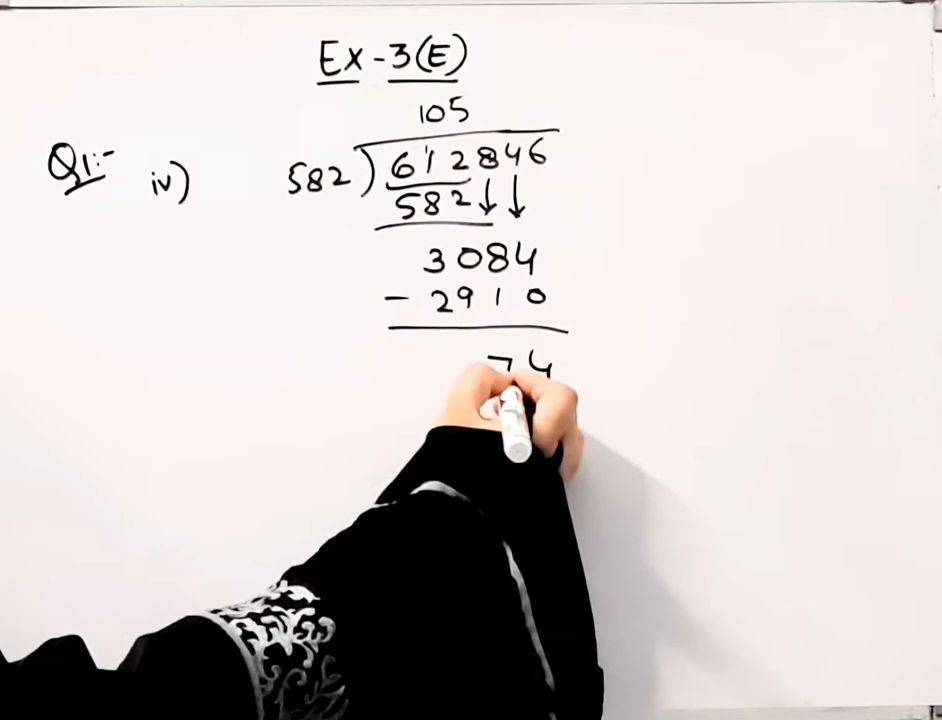 Ex-3(E)
105
Q1:- iv) 582 ) 612846
582↓↓
3084
- 2910
74